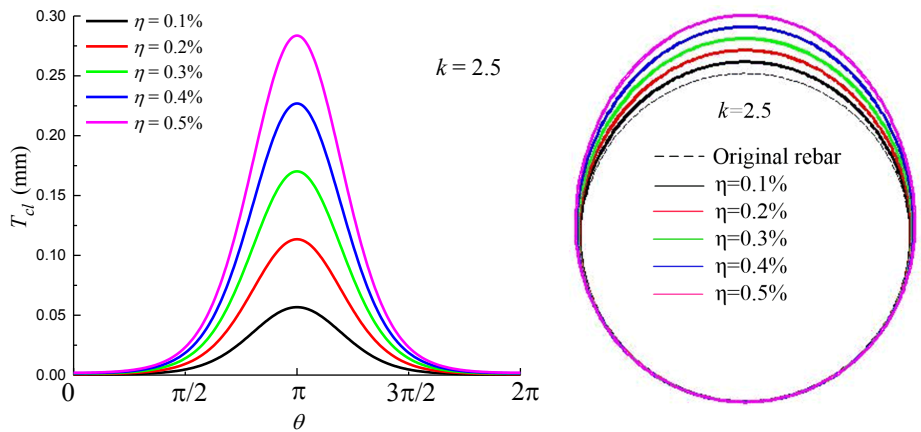 η = 0.1%
η = 0.2%
η = 0.3%
η = 0.4%
η = 0.5%
k = 2.5
0.30
0.25
0.20
0.15
0.10
0.05
0.00
T_cl (mm)
0
π/2
π
3π/2
2π
θ
k=2.5
Original rebar
η=0.1%
η=0.2%
η=0.3%
η=0.4%
η=0.5%